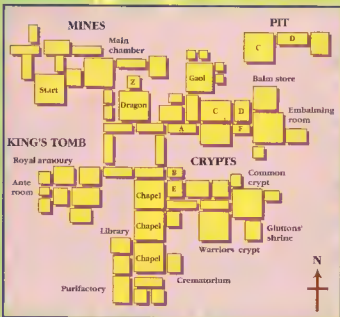 MINES
PIT
Main
chamber
C
D
Start
Z
Dragon
Gaol
Balm store
C
D
Embalming
room
A
F
KING'S TOMB
Royal armoury
Ante
room
CRYPTS
B
E
Common
crypt
Chapel
Chapel
Chapel
Library
Gluttons'
shrine
Warriors crypt
Purifactory
Crematorium
N